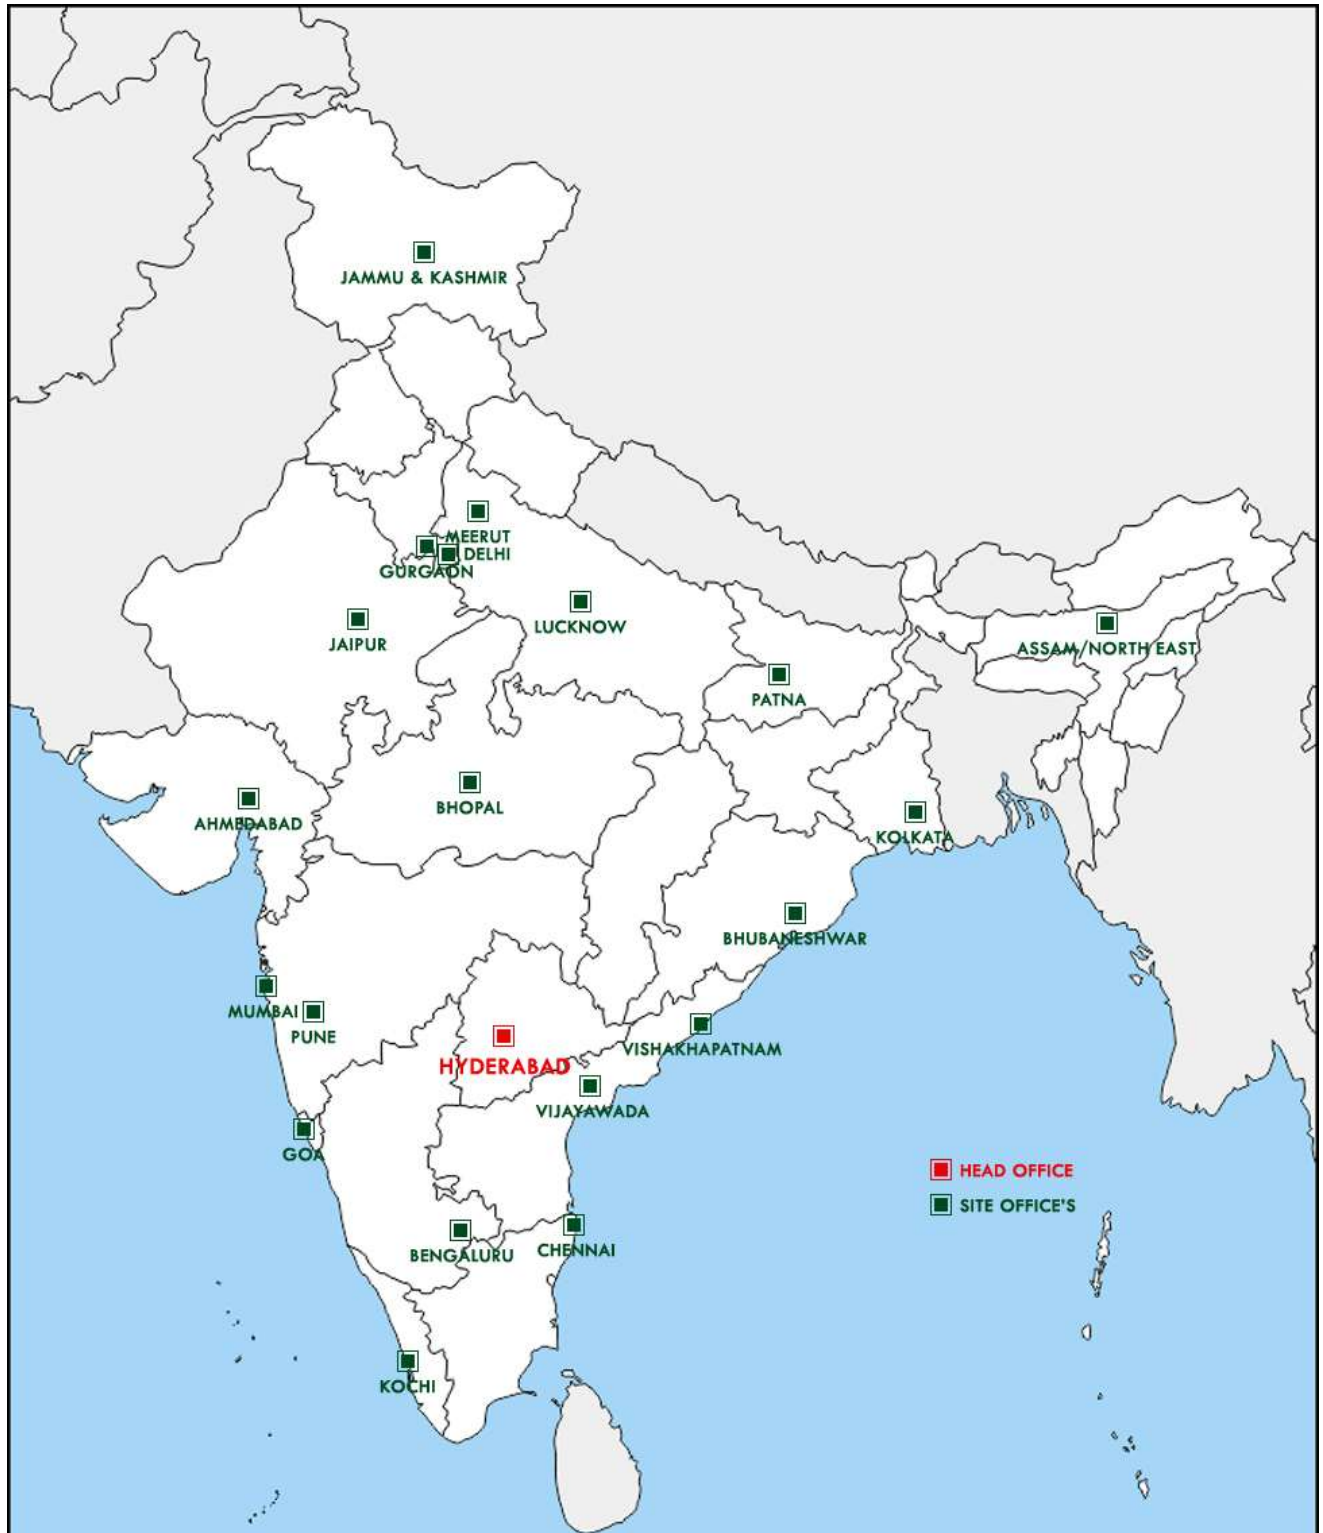 JAMMU & KASHMIR
MEERUT
DELHI
GURGAON
LUCKNOW
JAIPUR
ASSAM/NORTH EAST
PATNA
BHOPAL
AHMEDABAD
KOLKATA
BHUBANESHWAR
MUMBAI
PUNE
VISHAKHAPATNAM
HYDERABAD
VIJAYAWADA
GOA
HEAD OFFICE
SITE OFFICE'S
BENGALURU
CHENNAI
KOCHI